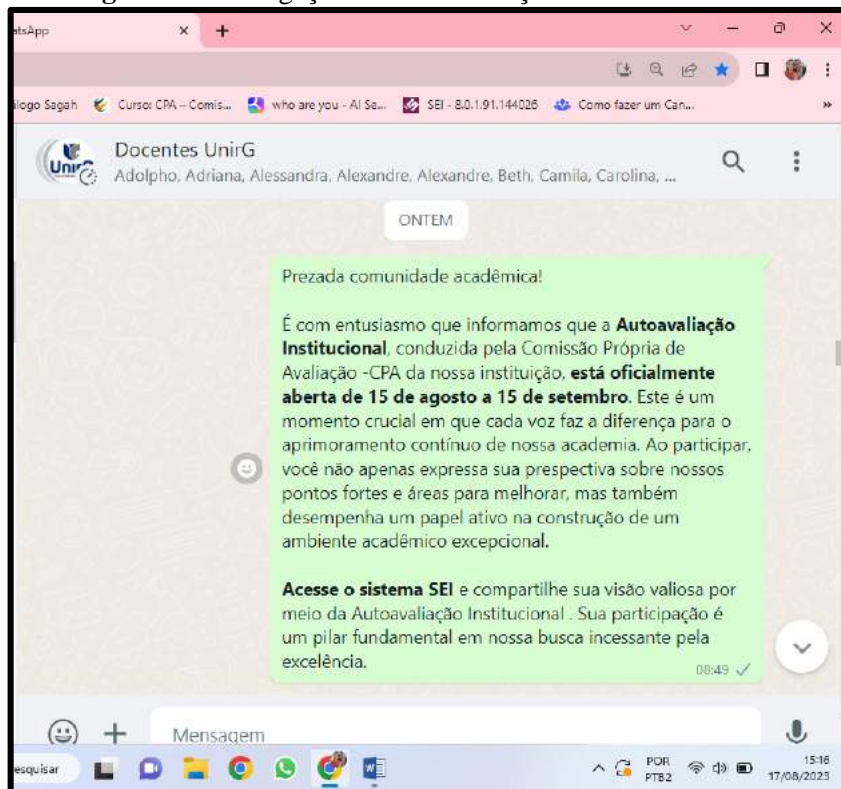 atsApp
álogo Sagah Curso: CPA – Comis... who are you - AI Se... SEI - 8.0.1.91.144026 Como fazer um Can... »
UnirG
Docentes UnirG
Adolpho, Adriana, Alessandra, Alexandre, Alexandre, Beth, Camila, Carolina, ...
ONTEM
Prezada comunidade acadêmica!
É com entusiasmo que informamos que a Autoavaliação
Institucional, conduzida pela Comissão Própria de
Avaliação -CPA da nossa instituição, está oficialmente
aberta de 15 de agosto a 15 de setembro. Este é um
momento crucial em que cada voz faz a diferença para o
aprimoramento contínuo de nossa academia. Ao participar,
você não apenas expressa sua prespectiva sobre nossos
pontos fortes e áreas para melhorar, mas também
desempenha um papel ativo na construção de um
ambiente acadêmico excepcional.
Acesse o sistema SEI e compartilhe sua visão valiosa por
meio da Autoavaliação Institucional . Sua participação é
um pilar fundamental em nossa busca incessante pela
excelência.
08:49
Mensagem
esquisar
POR
PTB2
15:16
17/08/2023